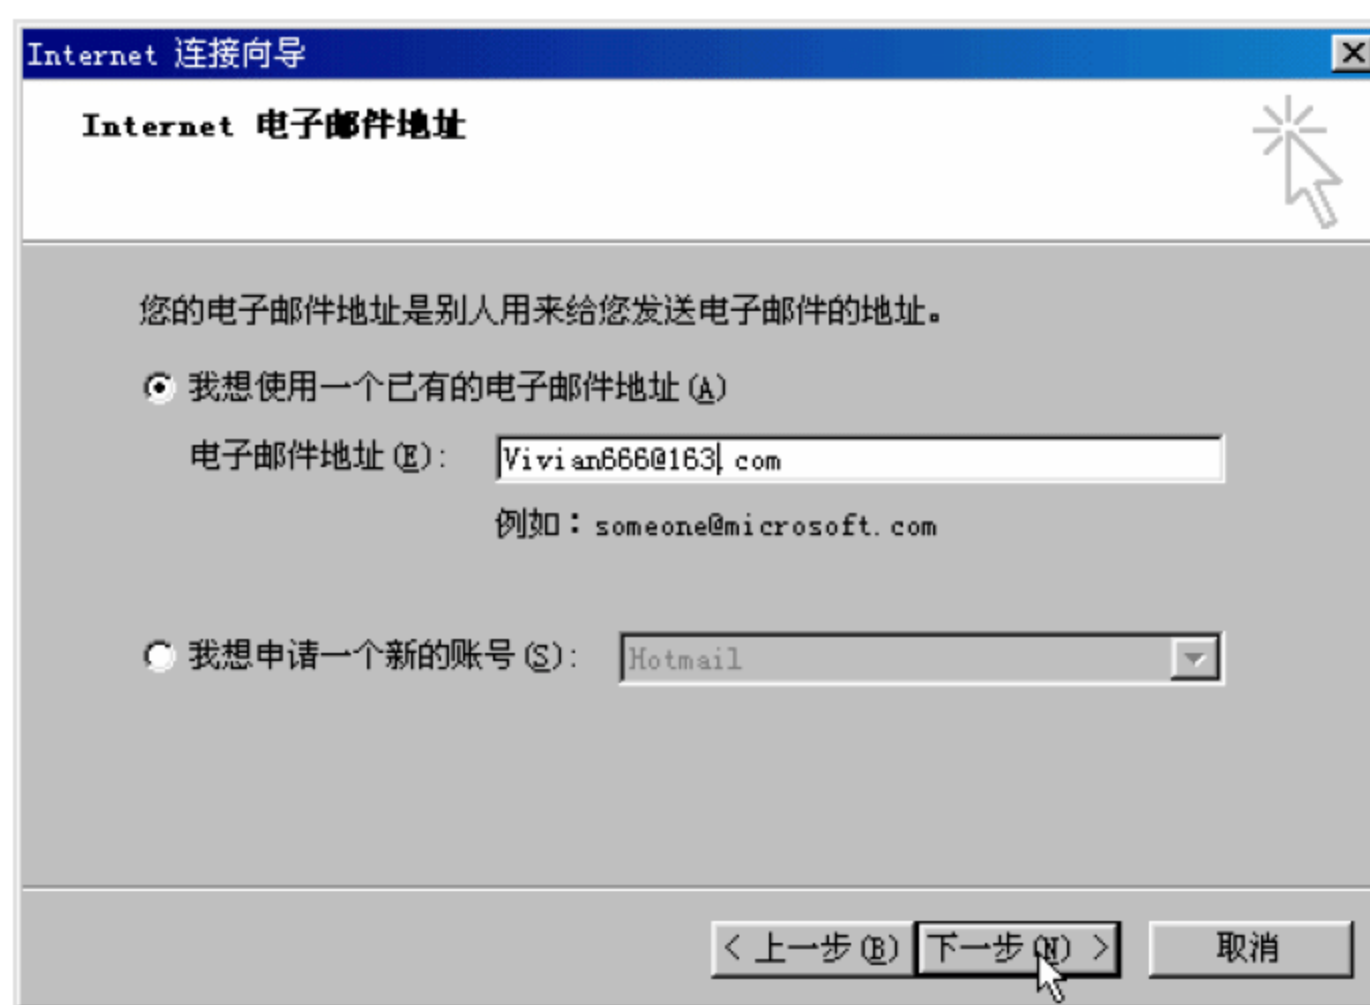 Internet 连接向导
Internet 电子邮件地址
您的电子邮件地址是别人用来给您发送电子邮件的地址。
我想使用一个已有的电子邮件地址(A)
电子邮件地址(E): Vivian666@163.com
例如：someone@microsoft.com
我想申请一个新的账号(S): Hotmail
< 上一步(B) 下一步(N) > 取消